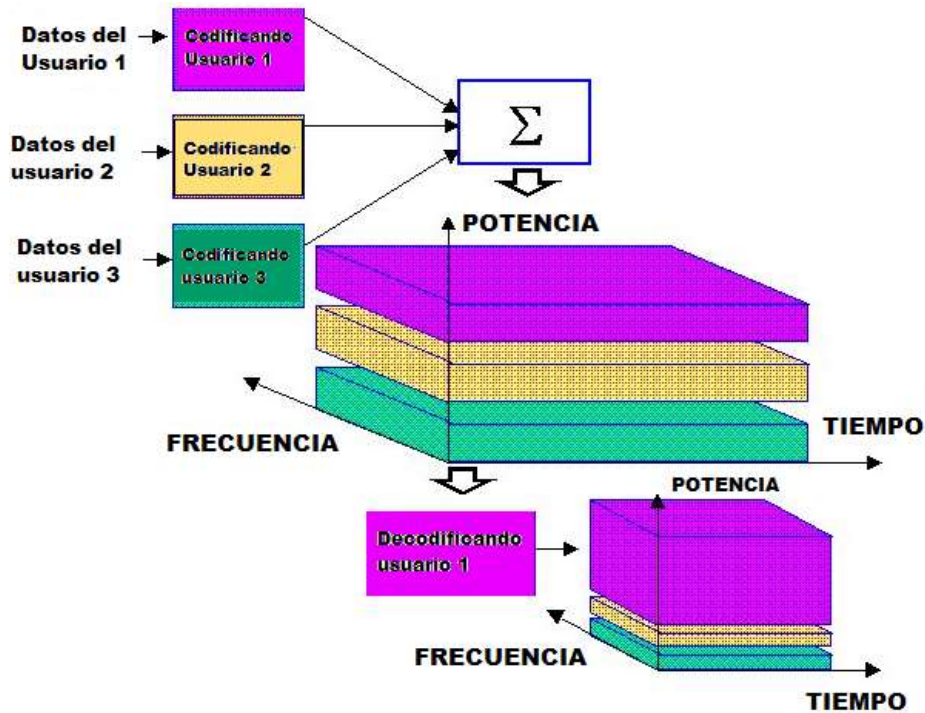 Datos del
Usuario 1
Codificando
Usuario 1
Datos del
usuario 2
Codificando
Usuario 2
Datos del
usuario 3
Codificando
usuario 3
Σ
POTENCIA
FRECUENCIA
TIEMPO
Decodificando
usuario 1
POTENCIA
FRECUENCIA
TIEMPO